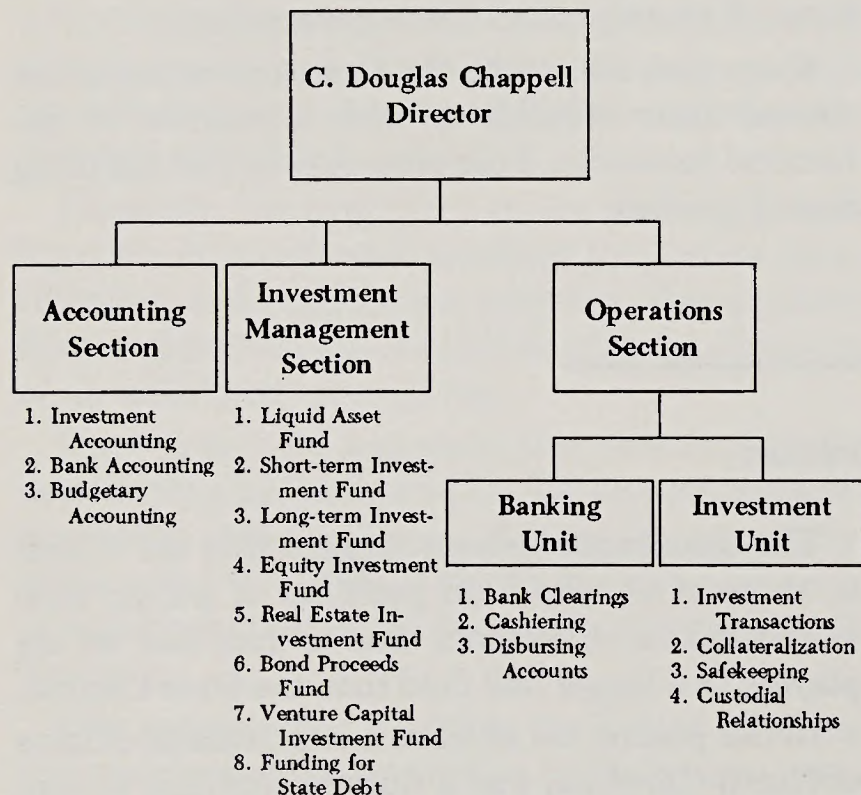 C. Douglas Chappell
Director
Accounting
Section
1. Investment
Accounting
2. Bank Accounting
3. Budgetary
Accounting
Investment
Management
Section
1. Liquid Asset
Fund
2. Short-term Invest-
ment Fund
3. Long-term Invest-
ment Fund
4. Equity Investment
Fund
5. Real Estate In-
vestment Fund
6. Bond Proceeds
Fund
7. Venture Capital
Investment Fund
8. Funding for
State Debt
Operations
Section
Banking
Unit
1. Bank Clearings
2. Cashiering
3. Disbursing
Accounts
Investment
Unit
1. Investment
Transactions
2. Collateralization
3. Safekeeping
4. Custodial
Relationships